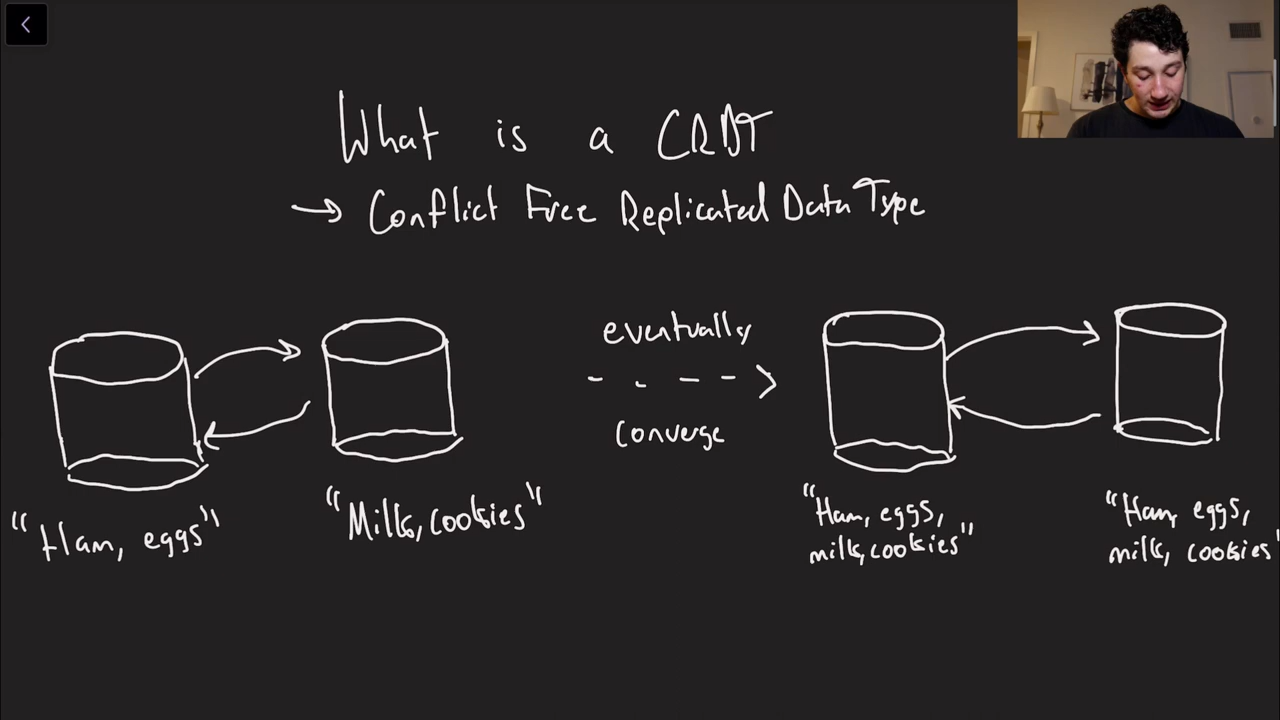 What is a CRDT
→ Conflict Free Replicated Data Type
eventually
converge
"Ham, eggs"
"Milk, cookies"
"Ham, eggs,
milk, cookies"
"Ham, eggs,
milk, cookies"